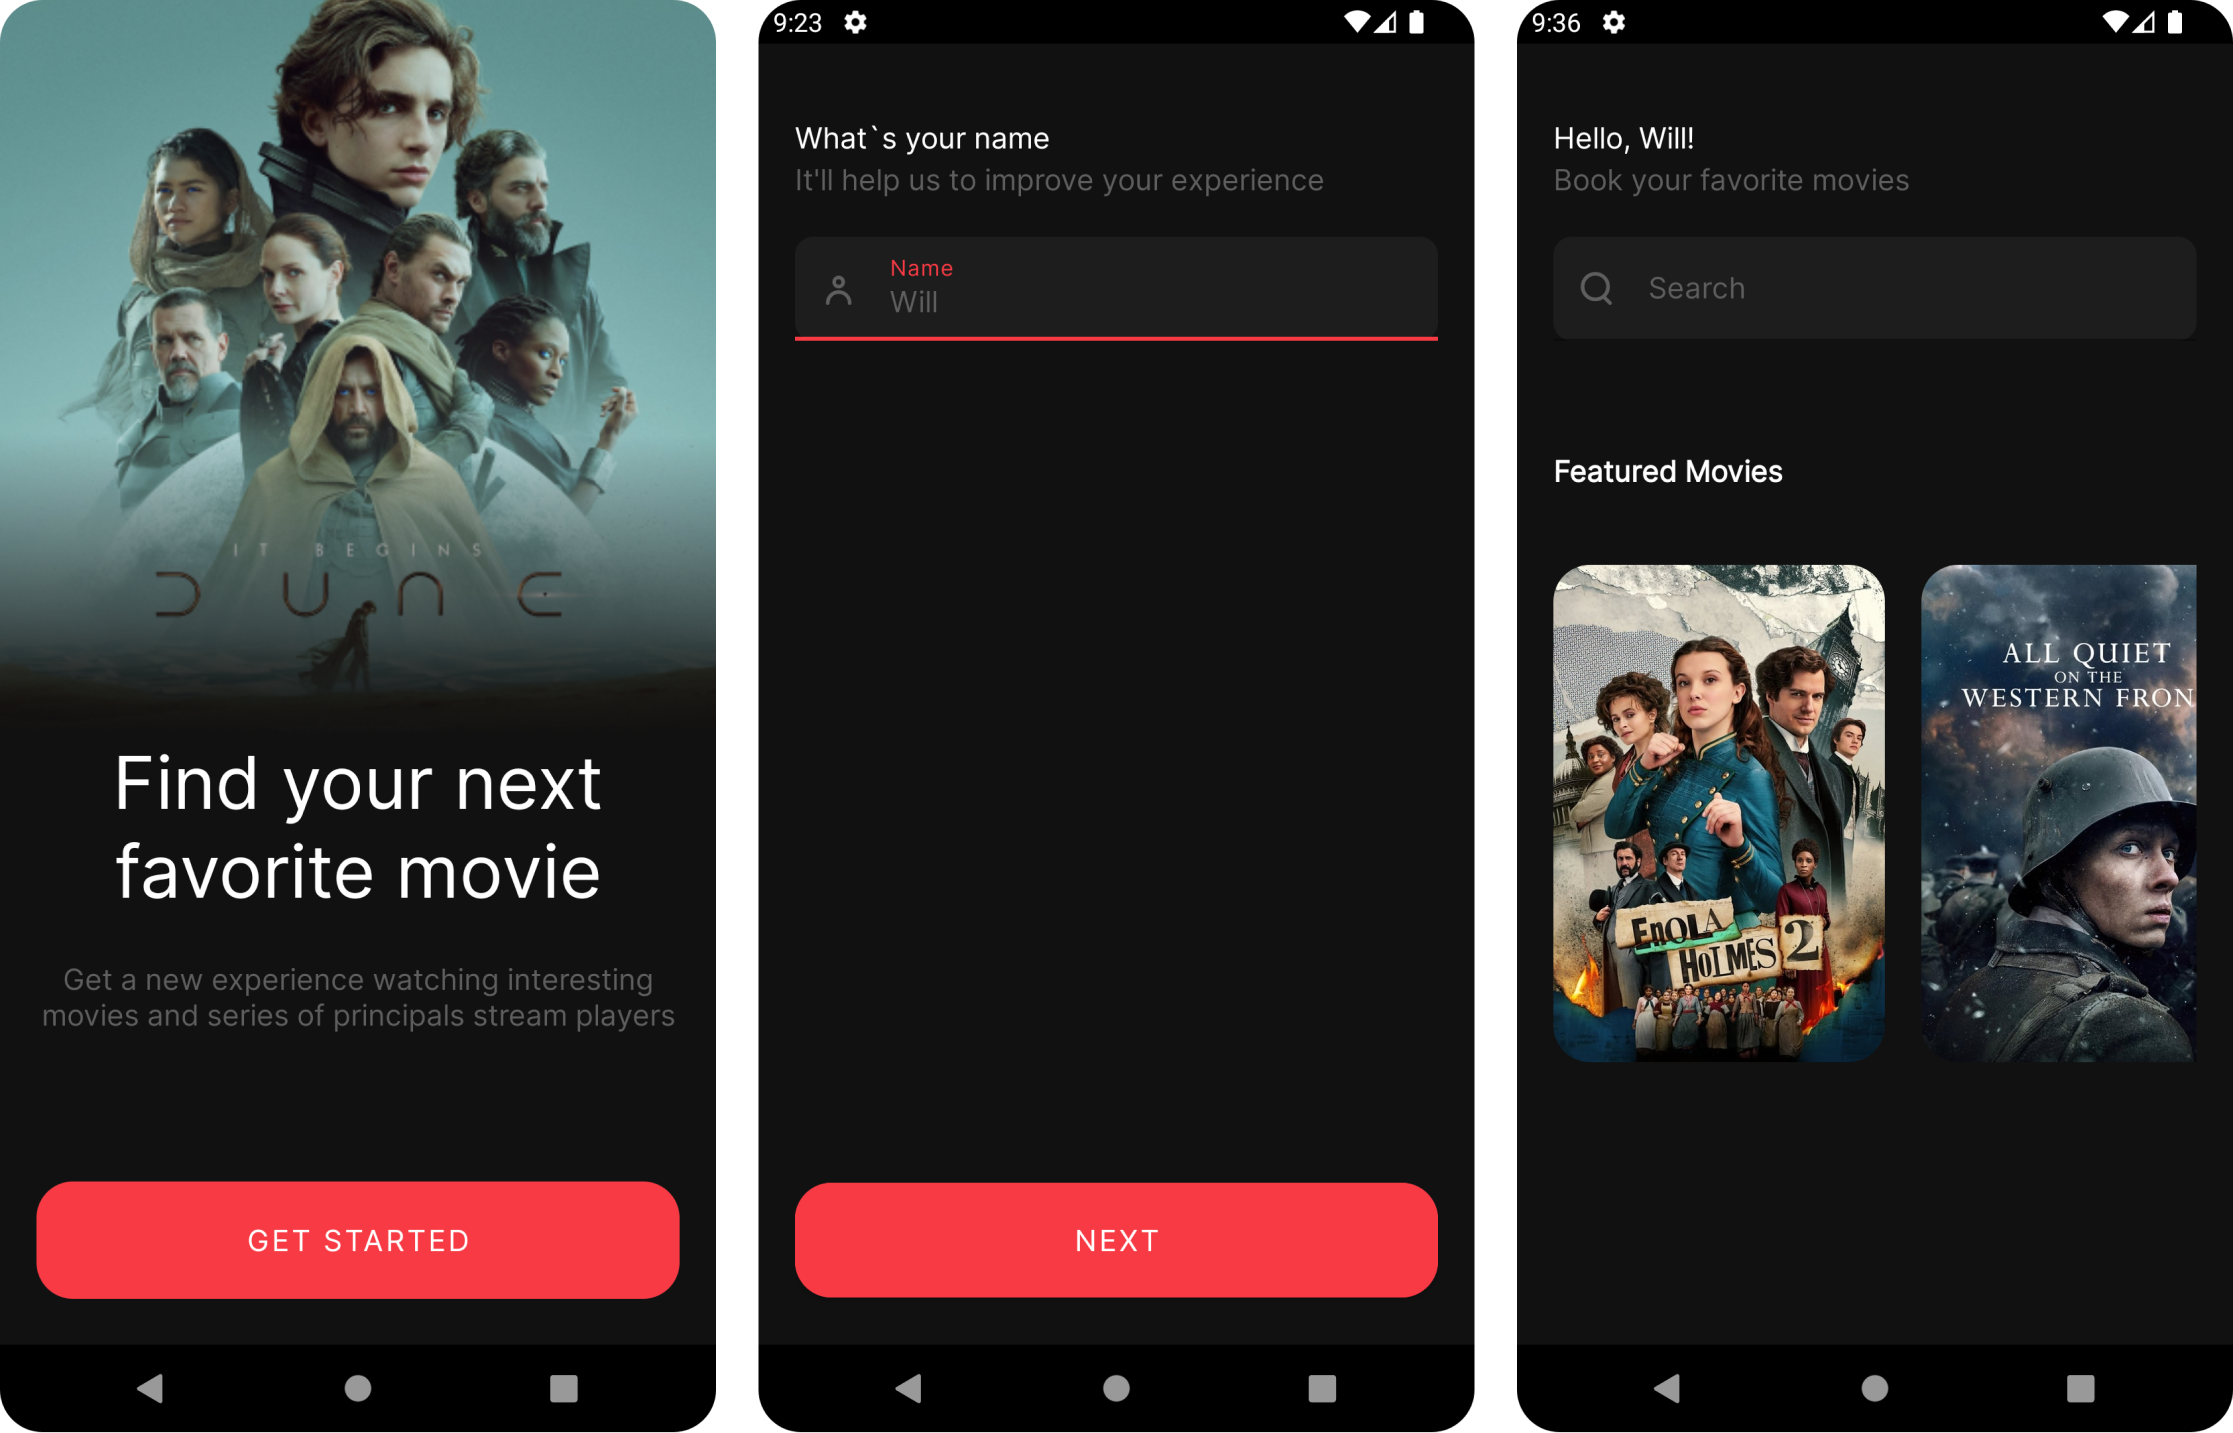 IT BEGINS
DUNE
Find your next
favorite movie
Get a new experience watching interesting
movies and series of principals stream players
GET STARTED
9:23
What`s your name
It'll help us to improve your experience
Name
Will
NEXT
9:36
Hello, Will!
Book your favorite movies
Search
Featured Movies
EnOLA
HOLMES 2
ALL QUIET
ON THE
WESTERN FRON